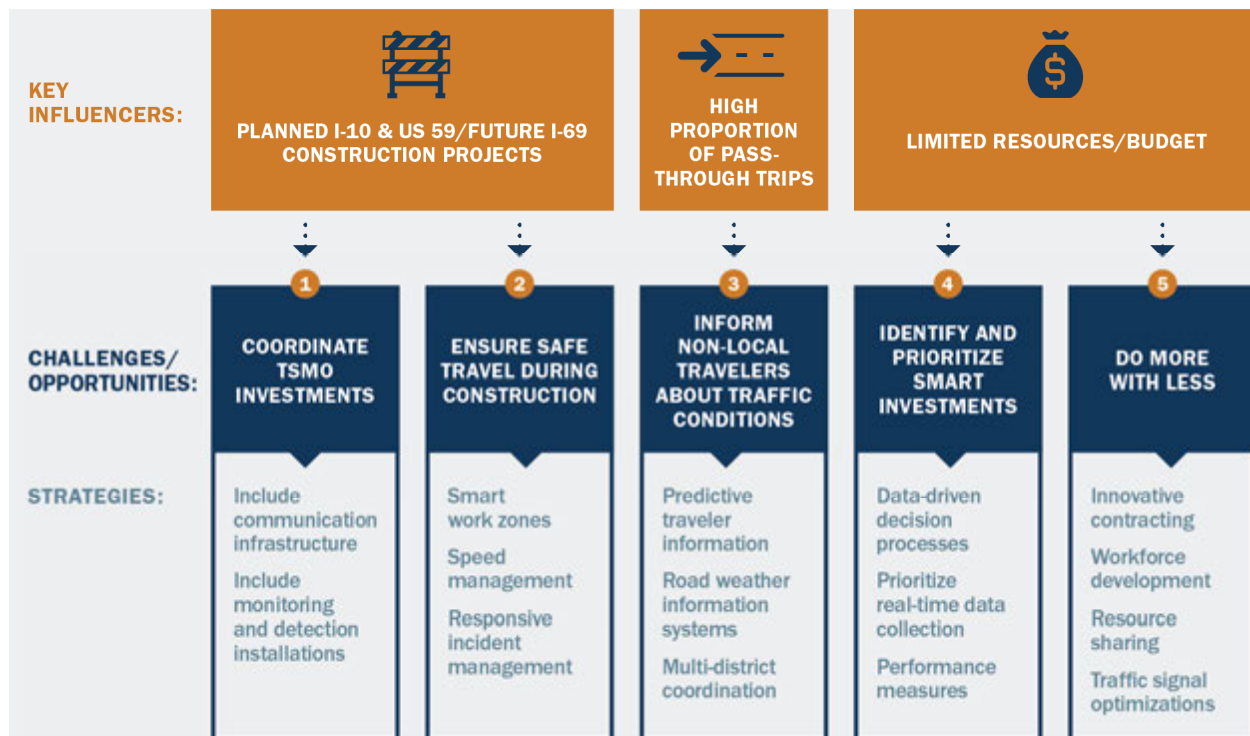 KEY
INFLUENCERS:
$
PLANNED I-10 & US 59/FUTURE I-69
CONSTRUCTION PROJECTS
HIGH
PROPORTION
OF PASS-
THROUGH TRIPS
LIMITED RESOURCES/BUDGET
CHALLENGES/
OPPORTUNITIES:
1
COORDINATE
TSMO
INVESTMENTS
2
ENSURE SAFE
TRAVEL DURING
CONSTRUCTION
3
INFORM
NON-LOCAL
TRAVELERS
ABOUT TRAFFIC
CONDITIONS
4
IDENTIFY AND
PRIORITIZE
SMART
INVESTMENTS
5
DO MORE
WITH LESS
STRATEGIES:
Include
communication
infrastructure
Include
monitoring
and detection
installations
Smart
work zones
Speed
management
Responsive
incident
management
Predictive
traveler
information
Road weather
information
systems
Multi-district
coordination
Data-driven
decision
processes
Prioritize
real-time data
collection
Performance
measures
Innovative
contracting
Workforce
development
Resource
sharing
Traffic signal
optimizations